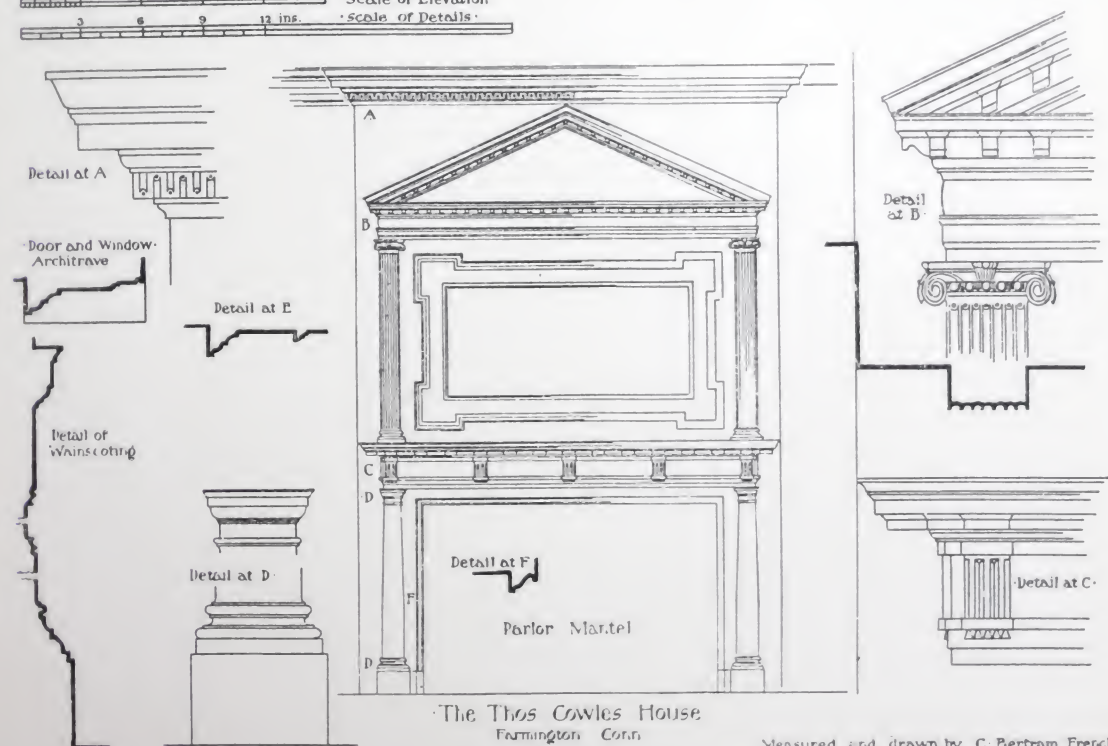 Scale of Elevation
3 6 9 12 ins. · Scale of Details ·
A
Detail at A
B
Detail at B ·
· Door and Window · Architrave
Detail at E
Detail of Wainscoting
C
D
Detail at D ·
Detail at F
F
Parlor Mantel
· Detail at C ·
D
· The Thos Cowles House
Farmington Conn
Measured and drawn by C. Bertram French